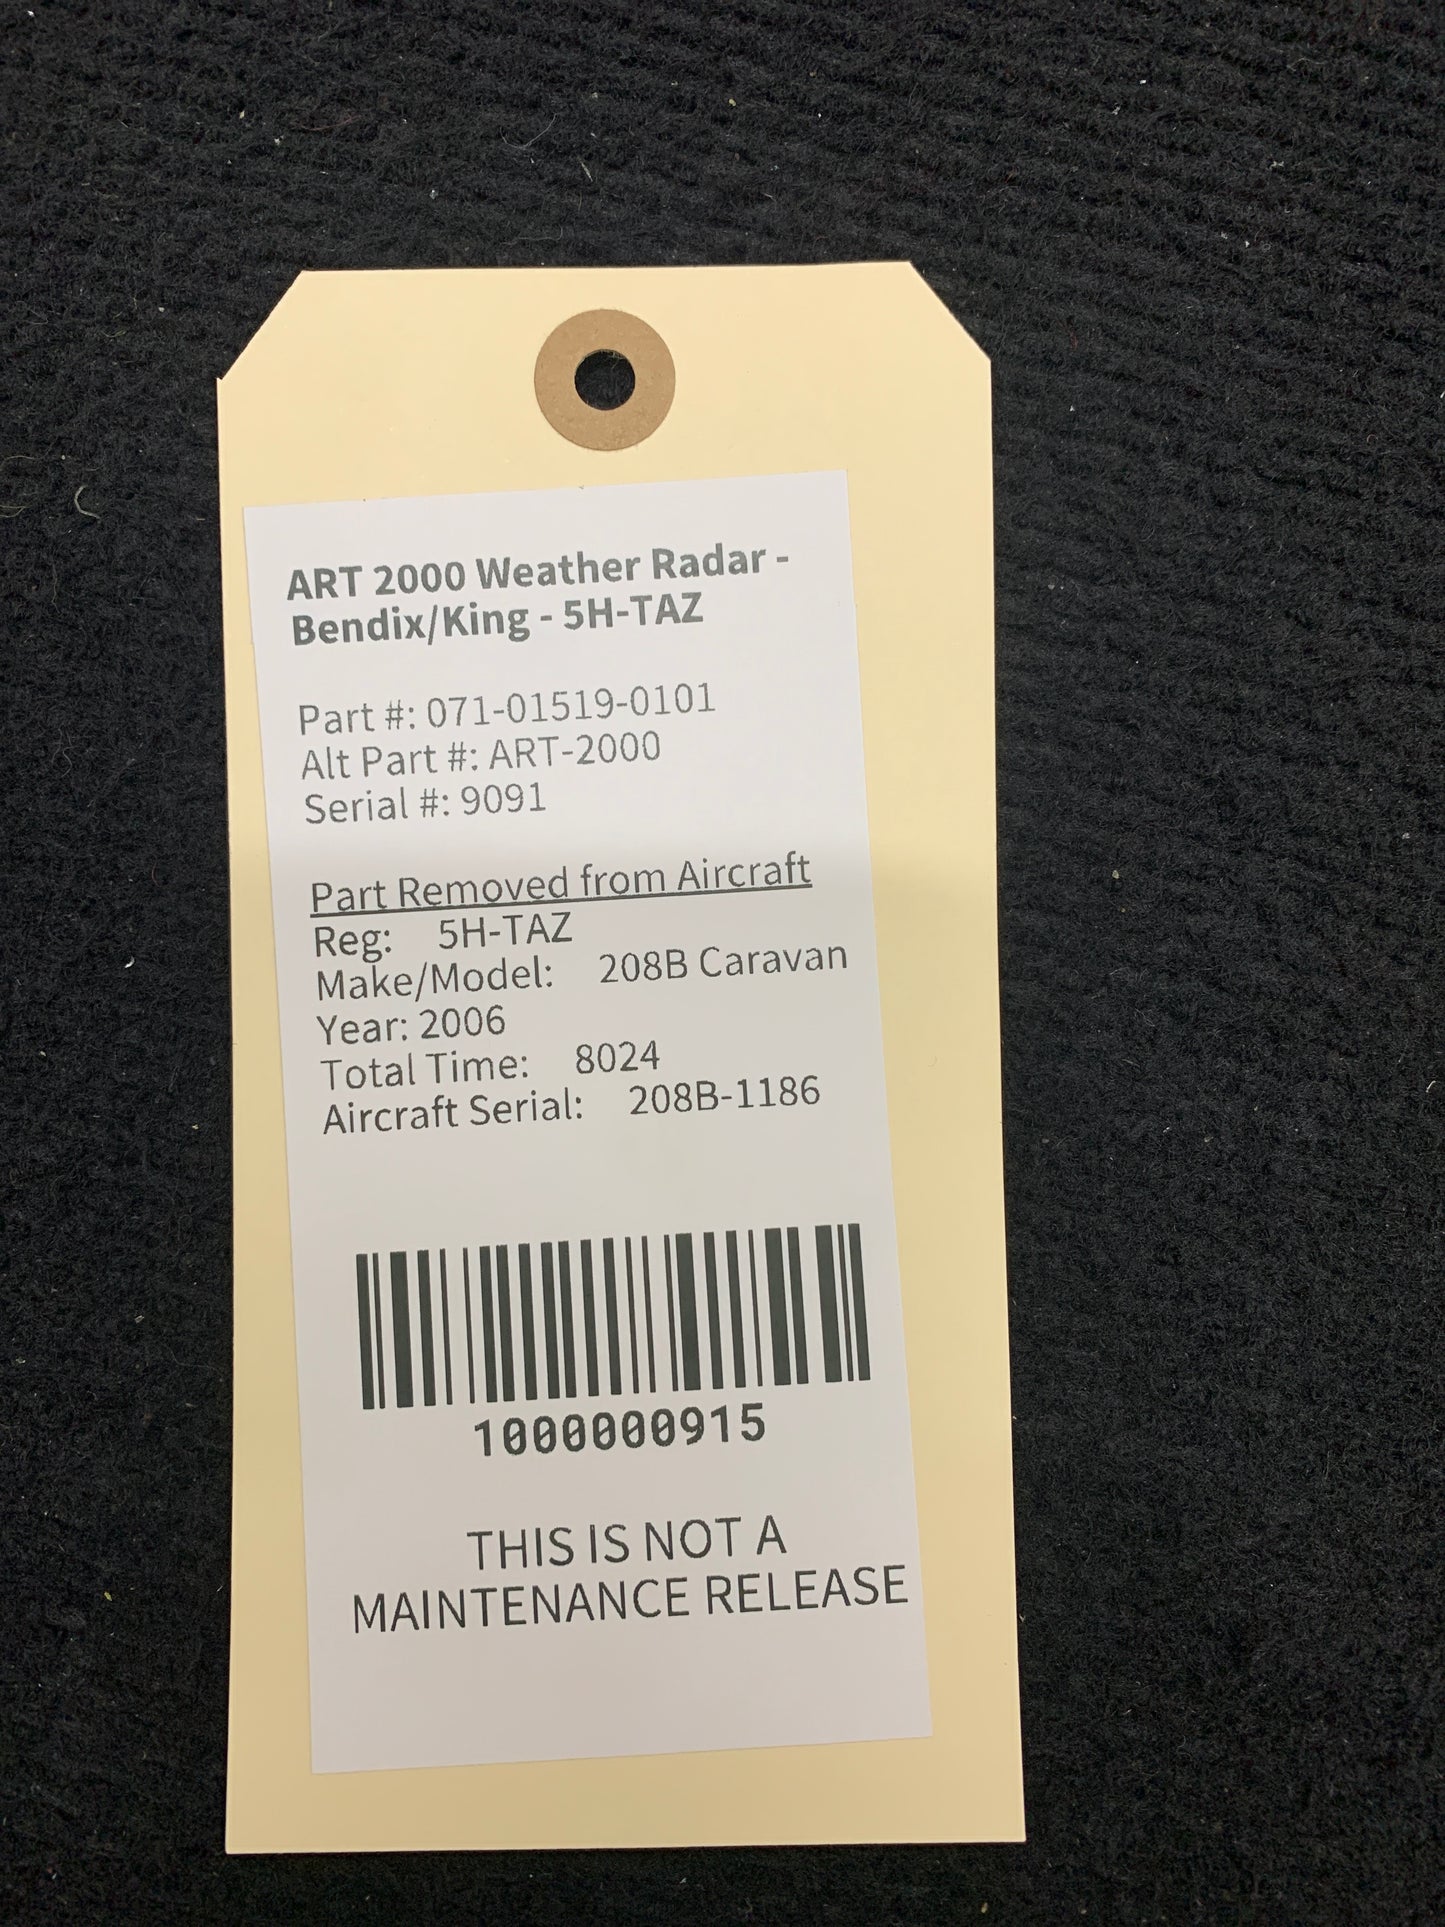 ART 2000 Weather Radar -
Bendix/King - 5H-TAZ
Part #: 071-01519-0101
Alt Part #: ART-2000
Serial #: 9091
Part Removed from Aircraft
Reg: 5H-TAZ
Make/Model: 208B Caravan
Year: 2006
Total Time: 8024
Aircraft Serial: 208B-1186
1000000915
THIS IS NOT A
MAINTENANCE RELEASE